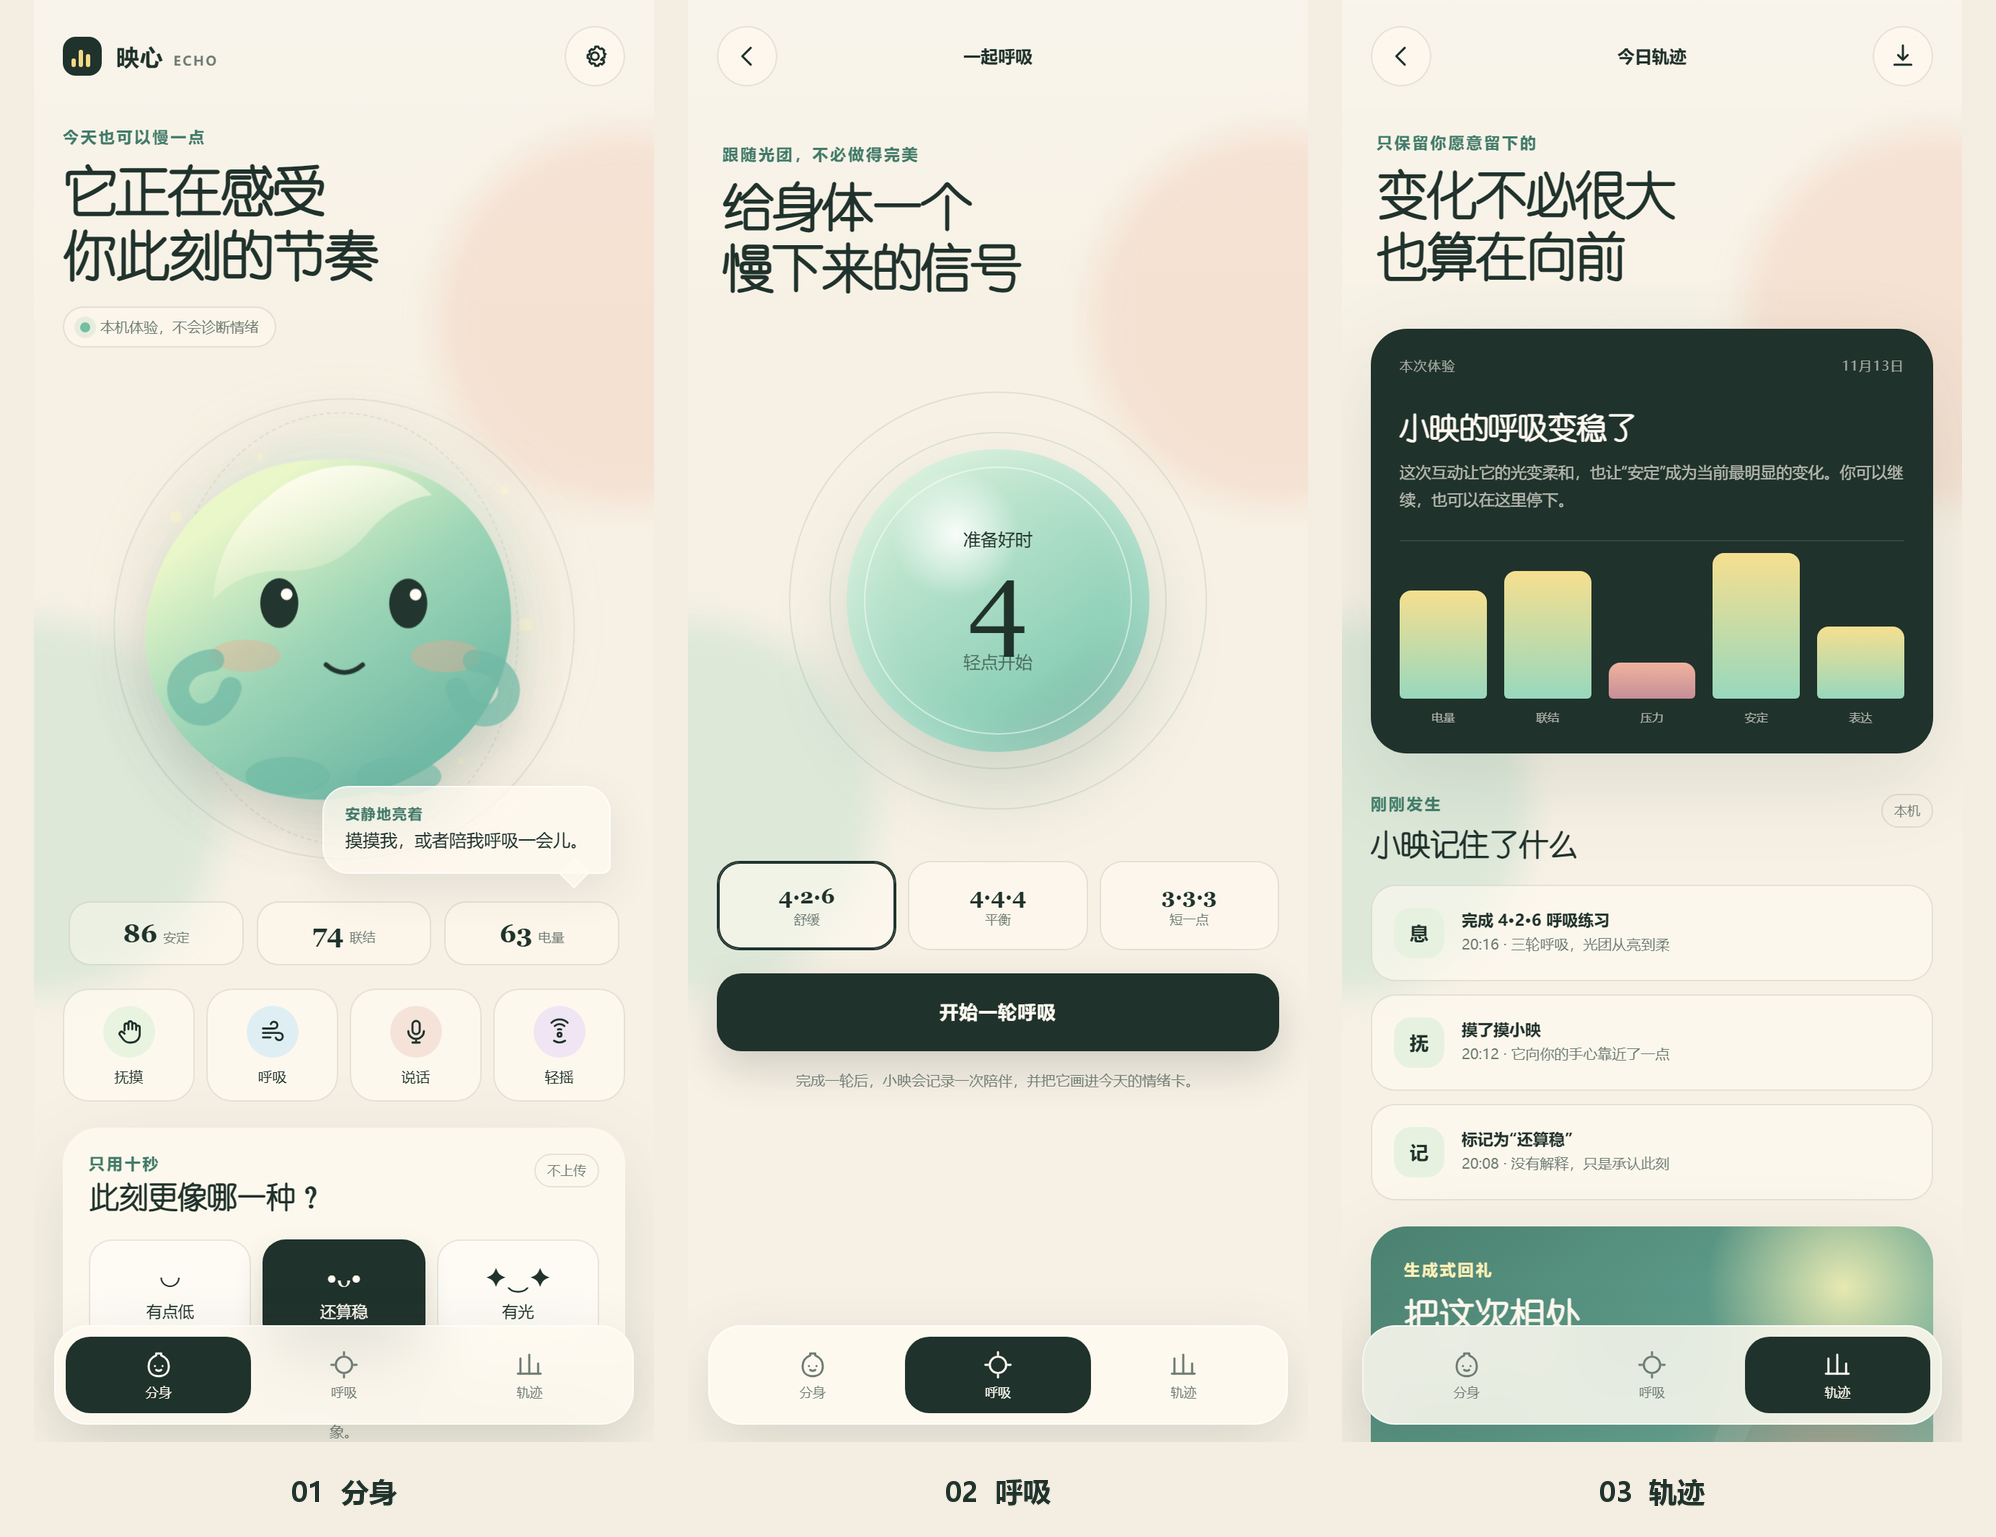 映心 ECHO
今天也可以慢一点
它正在感受
你此刻的节奏
本机体验，不会诊断情绪
安静地亮着
摸摸我，或者陪我呼吸一会儿。
86 安定
74 联结
63 电量
抚摸
呼吸
说话
轻摇
只用十秒
不上传
此刻更像哪一种？
有点低
还算稳
有光
分身
呼吸
轨迹
象。
01 分身
一起呼吸
跟随光团，不必做得完美
给身体一个
慢下来的信号
准备好时
4
轻点开始
4·2·6
舒缓
4·4·4
平衡
3·3·3
短一点
开始一轮呼吸
完成一轮后，小映会记录一次陪伴，并把它画进今天的情绪卡。
分身
呼吸
轨迹
02 呼吸
今日轨迹
只保留你愿意留下的
变化不必很大
也算在向前
本次体验
11月13日
小映的呼吸变稳了
这次互动让它的光变柔和，也让“安定”成为当前最明显的变化。你可以继
续，也可以在这里停下。
电量
联结
压力
安定
表达
刚刚发生
本机
小映记住了什么
息
完成 4·2·6 呼吸练习
20:16 · 三轮呼吸，光团从亮到柔
抚
摸了摸小映
20:12 · 它向你的手心靠近了一点
记
标记为“还算稳”
20:08 · 没有解释，只是承认此刻
生成式回礼
把这次相处
分身
呼吸
轨迹
03 轨迹